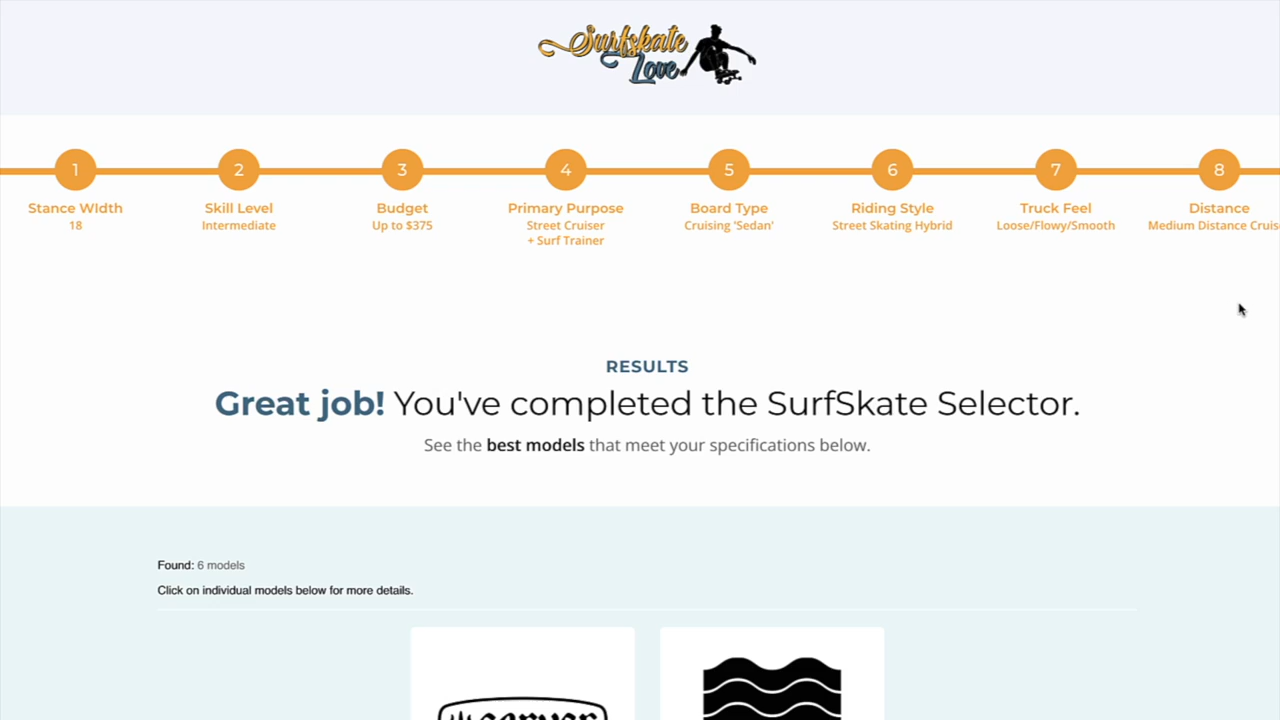 Surfskate
Love
1
2
3
4
5
6
7
8
Stance WIdth
Skill Level
Budget
Primary Purpose
Board Type
Riding Style
Truck Feel
Distance
18
Intermediate
Up to $375
Street Cruiser
+ Surf Trainer
Cruising 'Sedan'
Street Skating Hybrid
Loose/Flowy/Smooth
Medium Distance Cruis
RESULTS
Great job! You've completed the SurfSkate Selector.
See the best models that meet your specifications below.
Found: 6 models
Click on individual models below for more details.